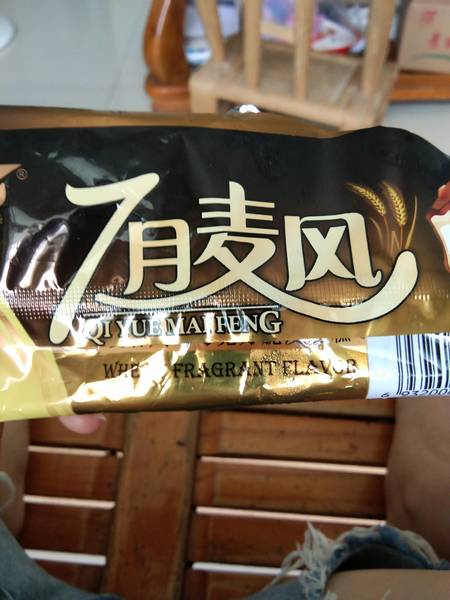 ®
7月麦风
QI YUE MAI FENG
FRAGRANT FLAVOR